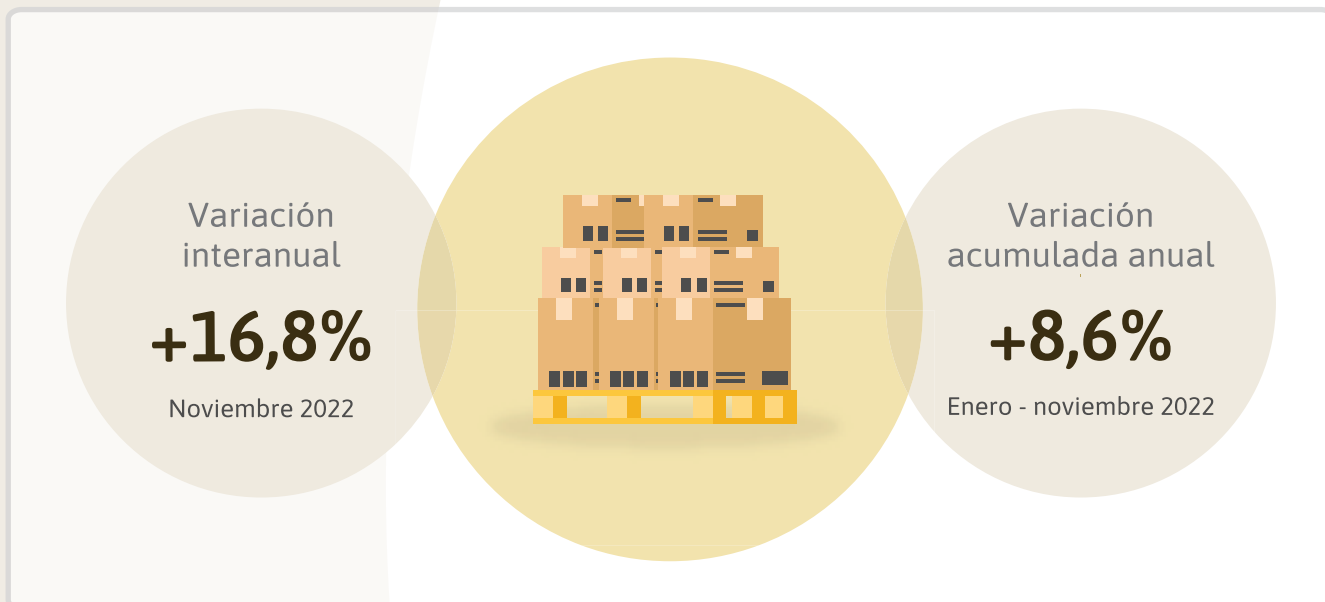 Variación
interanual
+16,8%
Noviembre 2022
Variación
acumulada anual
+8,6%
Enero - noviembre 2022